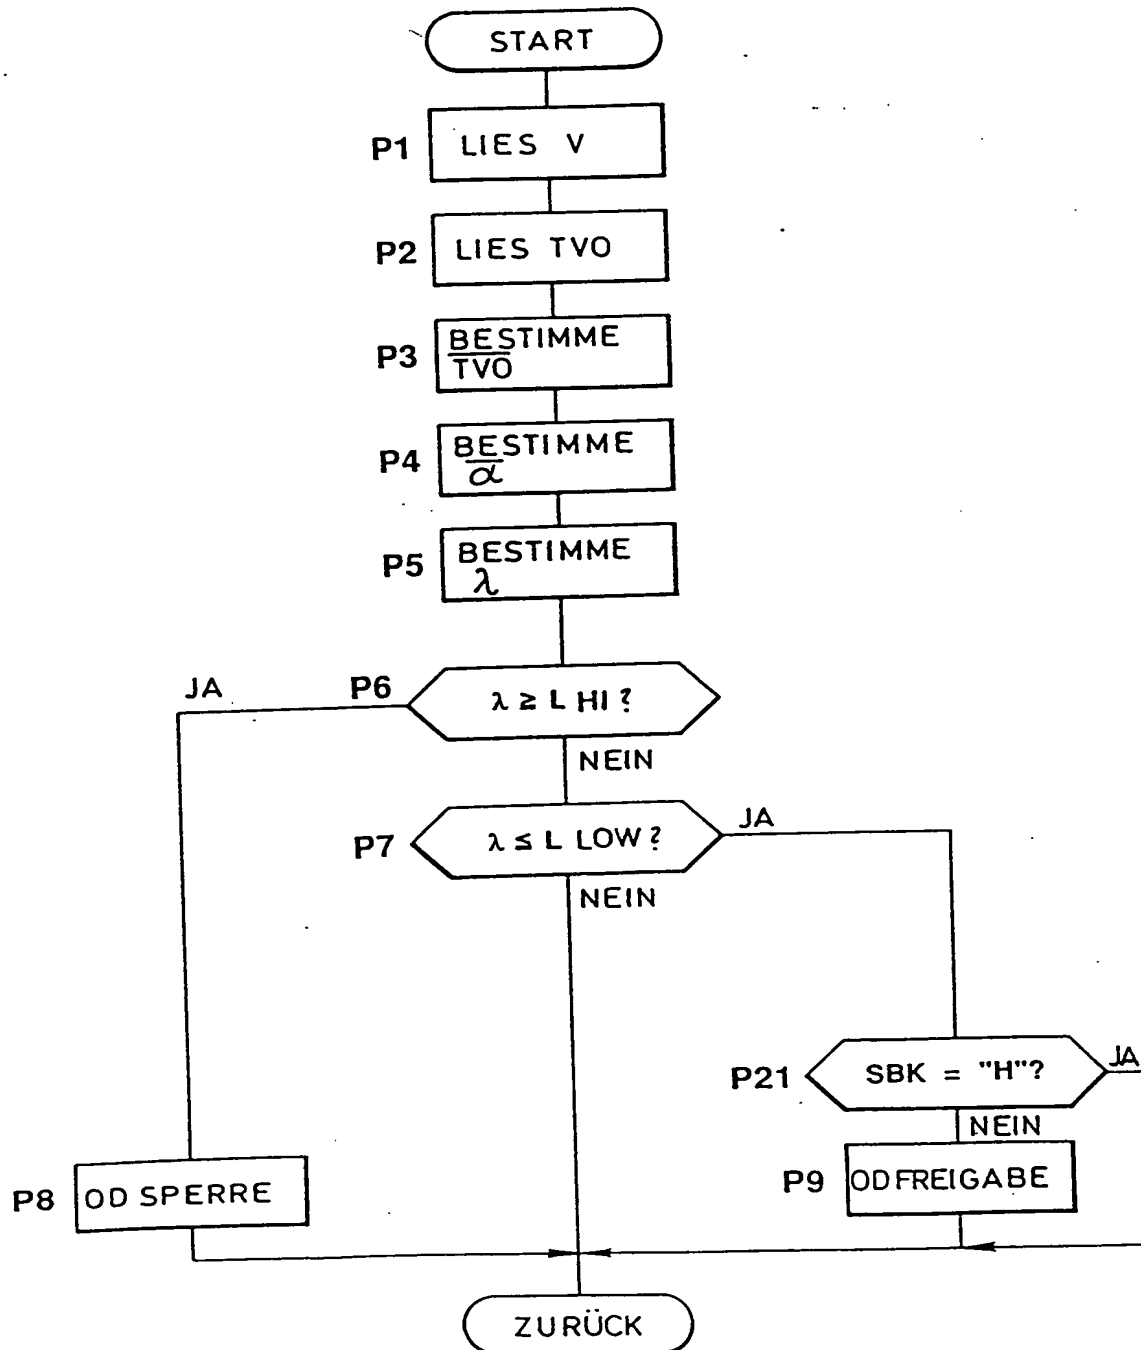 START
P1 LIES V
P2 LIES TVO
P3 BESTIMME
T̅V̅O̅
P4 BESTIMME
α̅
P5 BESTIMME
λ
JA P6 λ ≥ L HI ?
NEIN
P7 λ ≤ L LOW ? JA
NEIN
P21 SBK = "H"? JA
NEIN
P8 OD SPERRE
P9 OD FREIGABE
ZURÜCK